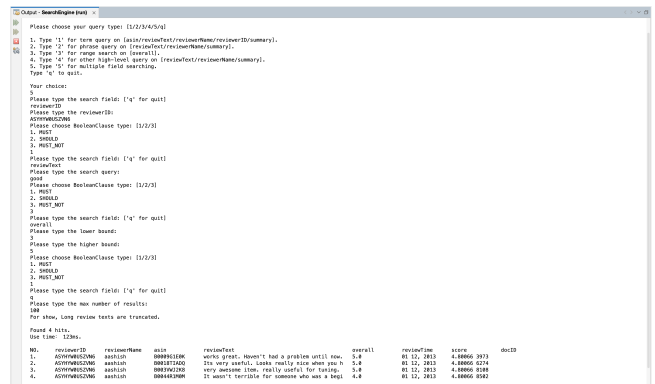 Output - SearchEngine (run)
Please choose your query type: [1/2/3/4/5/q]
1. Type '1' for term query on [asin/reviewText/reviewerName/reviewerID/summary].
2. Type '2' for phrase query on [reviewText/reviewerName/summary].
3. Type '3' for range search on [overall].
4. Type '4' for other high-level query on [reviewText/reviewerName/summary].
5. Type '5' for multiple field searching.
Type 'q' to quit.
Your choice:
5
Please type the search field: ['q' for quit]
reviewerID
Please type the reviewerID:
ASYHYW0USZVN6
Please choose BooleanClause type: [1/2/3]
1. MUST
2. SHOULD
3. MUST_NOT
1
Please type the search field: ['q' for quit]
reviewText
Please type the search query:
good
Please choose BooleanClause type: [1/2/3]
1. MUST
2. SHOULD
3. MUST_NOT
3
Please type the search field: ['q' for quit]
overall
Please type the lower bound:
3
Please type the higher bound:
5
Please choose BooleanClause type: [1/2/3]
1. MUST
2. SHOULD
3. MUST_NOT
1
Please type the search field: ['q' for quit]
q
Please type the max number of results:
100
For show, Long review texts are truncated.
Found 4 hits.
Use time: 123ms.
NO. reviewerID reviewerName asin reviewText overall reviewTime score docID
1. ASYHYW0USZVN6 aashish B0009G1E0K works great. Haven't had a problem until now. 5.0 01 12, 2013 4.80066 3973
2. ASYHYW0USZVN6 aashish B0018TIADQ Its very useful. Looks really nice when you h 5.0 01 12, 2013 4.80066 6274
3. ASYHYW0USZVN6 aashish B003VWJ2K8 very awesome item. really useful for tuning. 5.0 01 12, 2013 4.80066 8108
4. ASYHYW0USZVN6 aashish B0044R3M0M It wasn't terrible for someone who was a begi 4.0 01 12, 2013 4.80066 8502